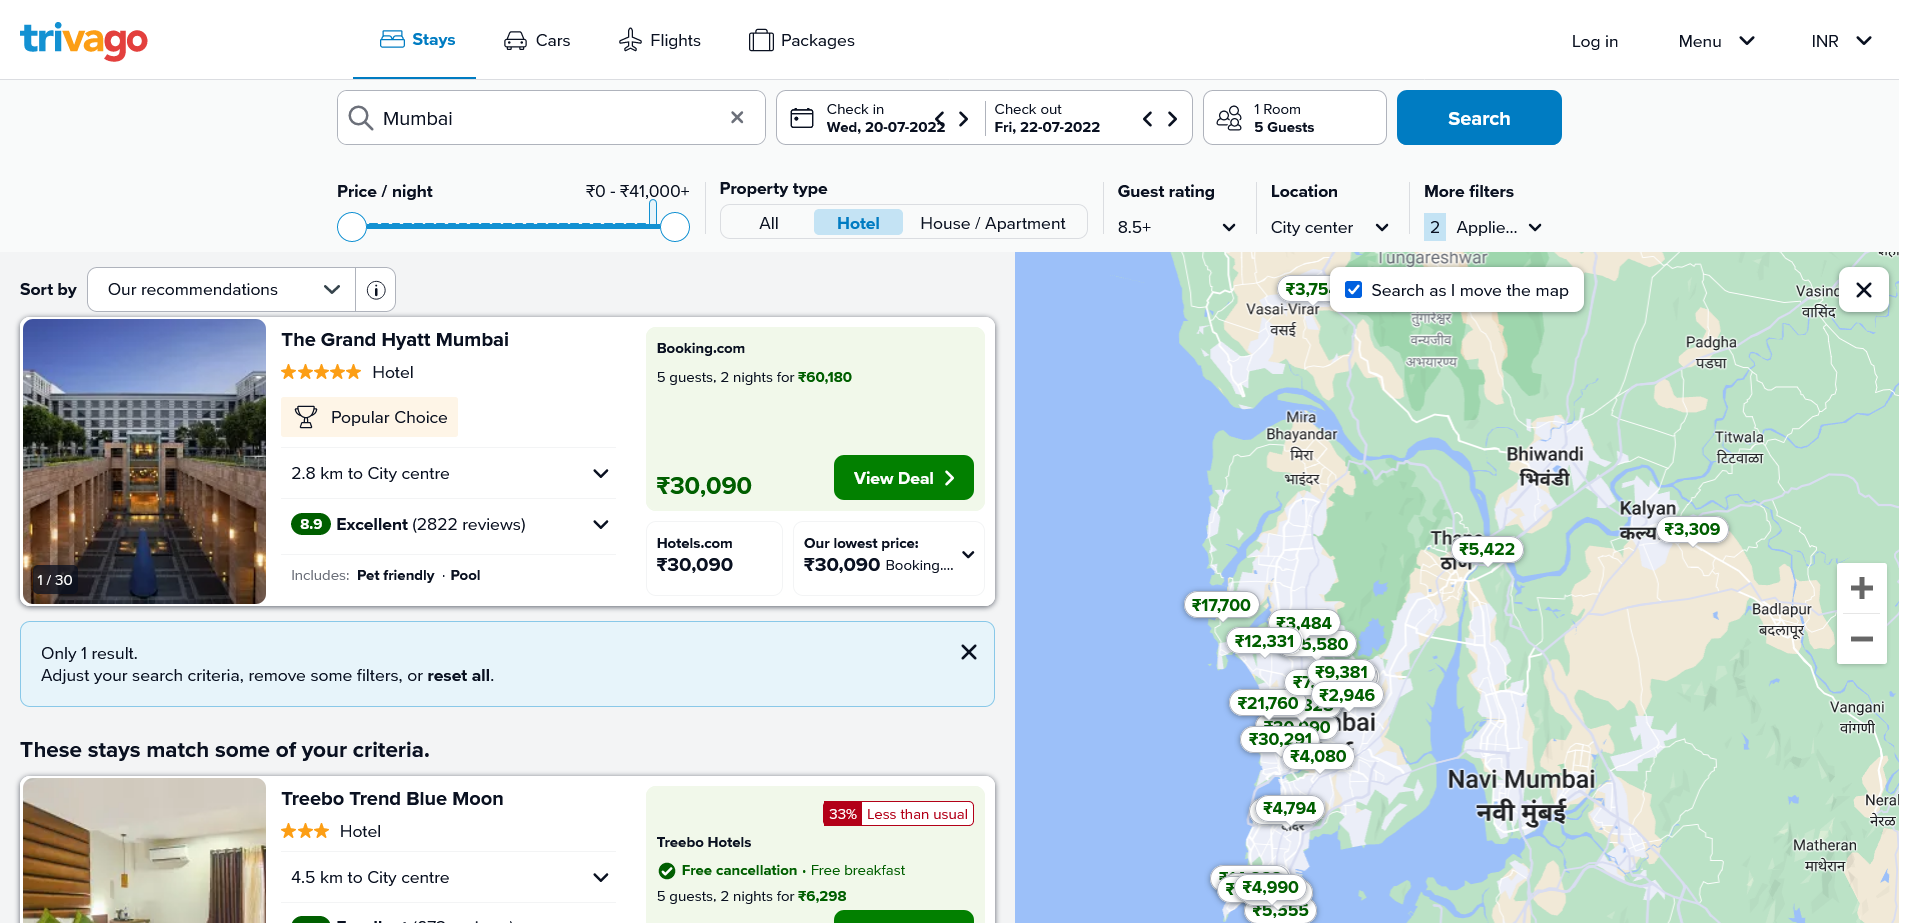 trivago
Stays
Cars
Flights
Packages
Log in
Menu
INR
Mumbai
Check in
Wed, 20-07-2022
Check out
Fri, 22-07-2022
1 Room
5 Guests
Search
Price / night
₹0 - ₹41,000+
Property type
All
Hotel
House / Apartment
Guest rating
8.5+
Location
City center
More filters
2 Applie...
Sort by
Our recommendations
The Grand Hyatt Mumbai
Hotel
Popular Choice
2.8 km to City centre
8.9 Excellent (2822 reviews)
Includes: Pet friendly · Pool
1 / 30
Booking.com
5 guests, 2 nights for ₹60,180
₹30,090
View Deal
Hotels.com
₹30,090
Our lowest price:
₹30,090 Booking....
Only 1 result.
Adjust your search criteria, remove some filters, or reset all.
These stays match some of your criteria.
Treebo Trend Blue Moon
Hotel
4.5 km to City centre
33% Less than usual
Treebo Hotels
Free cancellation · Free breakfast
5 guests, 2 nights for ₹6,298
Tungareshwar
Search as I move the map
Vasai-Virar
वसई
तुंगारेश्वर
वन्यजीव
अभयारण्य
वासिंद
Padgha
पडघा
Mira
Bhayandar
मिरा
भाइंदर
Titwala
टिटवाळा
Bhiwandi
भिवंडी
Kalyan
₹3,309
₹5,422
₹17,700
₹3,484
₹12,331
₹9,381
₹2,946
₹21,760
₹30,291
₹4,080
Badlapur
बदलापूर
Vangani
वांगणी
Navi Mumbai
नवी मुंबई
₹4,794
नेरळ
Matheran
माथेरान
₹4,990
₹5,355